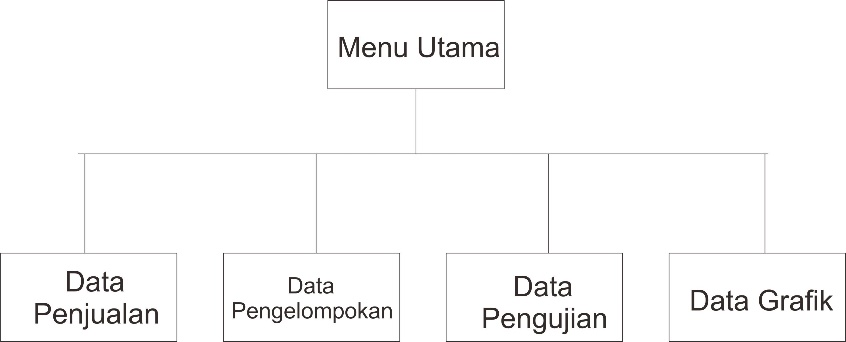 Menu Utama
Data
Penjualan
Data
Pengelompokan
Data
Pengujian
Data Grafik